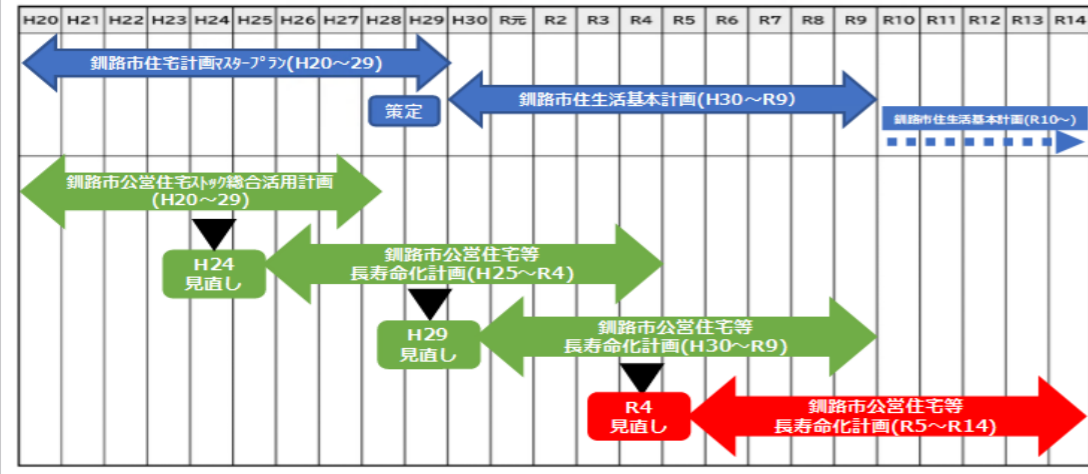 H20 H21 H22 H23 H24 H25 H26 H27 H28 H29 H30 R元 R2 R3 R4 R5 R6 R7 R8 R9 R10 R11 R12 R13 R14
釧路市住宅計画ﾏｽﾀｰﾌﾟﾗﾝ(H20～29)
策定
釧路市住生活基本計画(H30～R9)
釧路市住生活基本計画(R10～)
釧路市公営住宅ｽﾄｯｸ総合活用計画
(H20～29)
H24
見直し
釧路市公営住宅等
長寿命化計画(H25～R4)
H29
見直し
釧路市公営住宅等
長寿命化計画(H30～R9)
R4
見直し
釧路市公営住宅等
長寿命化計画(R5～R14)